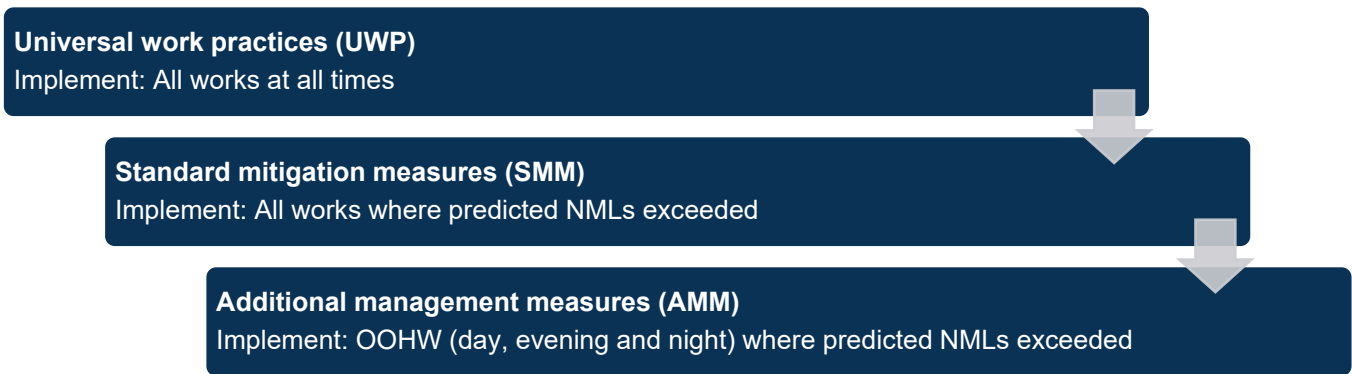 Universal work practices (UWP)
Implement: All works at all times
Standard mitigation measures (SMM)
Implement: All works where predicted NMLs exceeded
Additional management measures (AMM)
Implement: OOHW (day, evening and night) where predicted NMLs exceeded